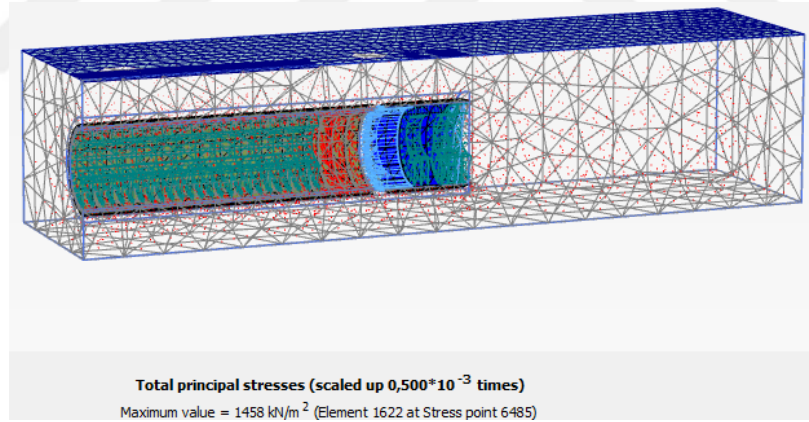 Total principal stresses (scaled up 0,500*10 -3 times)
Maximum value = 1458 kN/m 2 (Element 1622 at Stress point 6485)